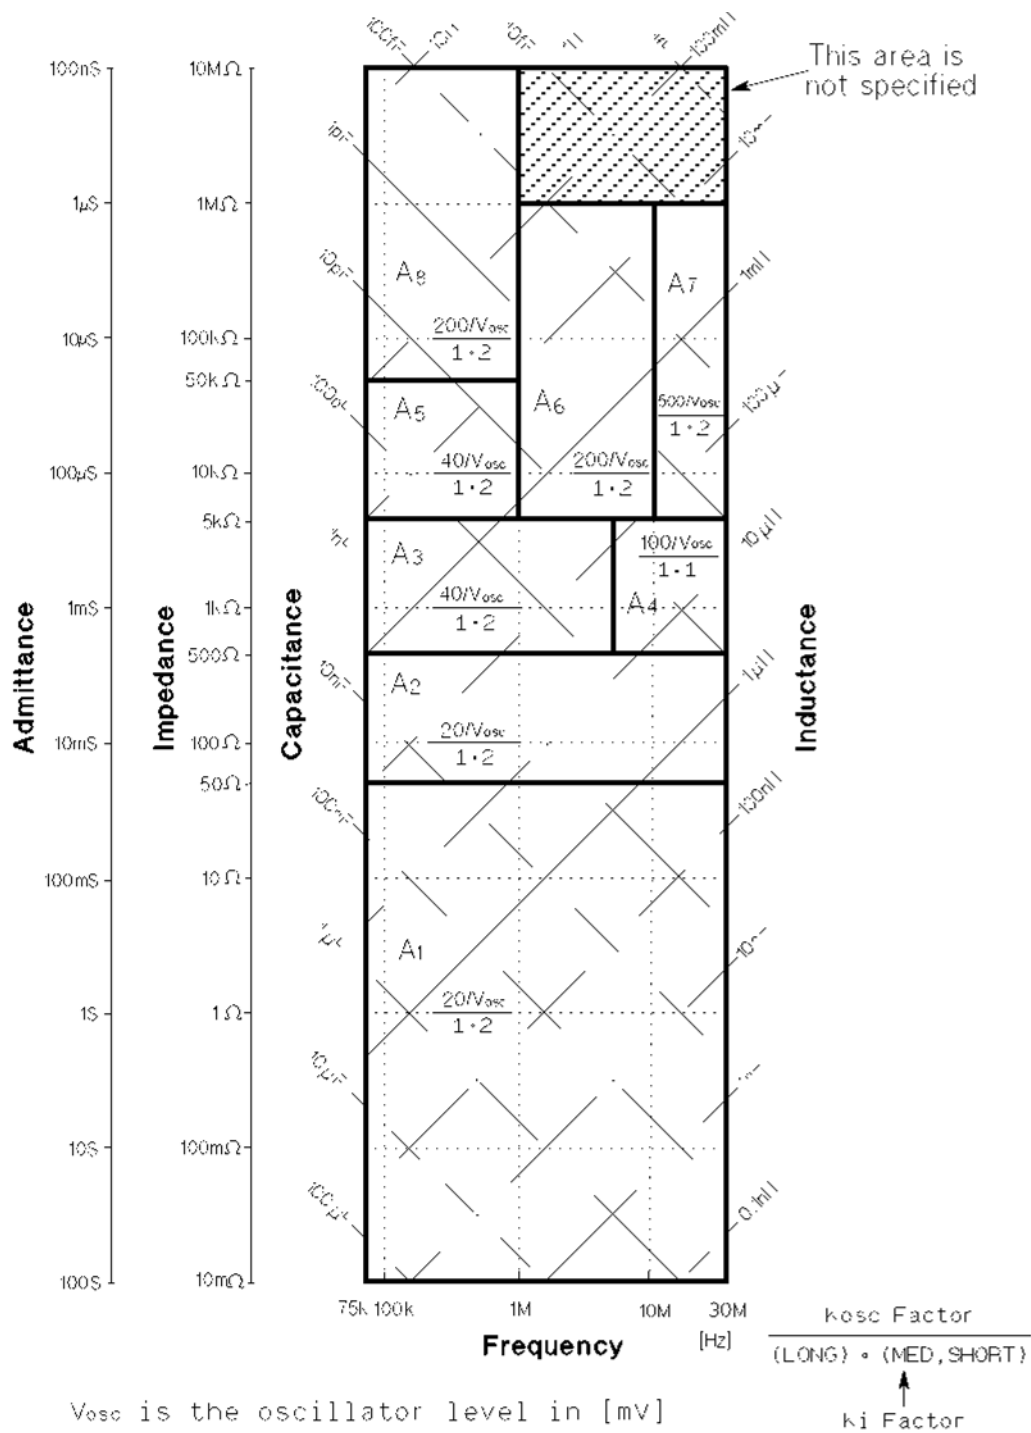 100fF
10H
10fF
1H
100mH
This area is
not specified
100nS
10MΩ
1pF
1μS
1MΩ
10pF
A8
A7
1mH
200/Vosc
1·2
10μS
100kΩ
50kΩ
A5
A6
500/Vosc
1·2
40/Vosc
1·2
200/Vosc
1·2
100μS
10kΩ
5kΩ
A3
100/Vosc
1·1
10μH
40/Vosc
1·2
A4
1mS
1kΩ
500Ω
10nF
A2
1μH
20/Vosc
1·2
10mS
100Ω
50Ω
Admittance
Impedance
Capacitance
Inductance
100nF
100nH
100mS
10Ω
A1
20/Vosc
1·2
1S
1Ω
10μF
10S
100mΩ
0.1nH
100S
10mΩ
75k 100k
1M
10M
30M
Frequency
[Hz]
Kosc Factor
(LONG) · (MED,SHORT)
Ki Factor
Vosc is the oscillator level in [mV]